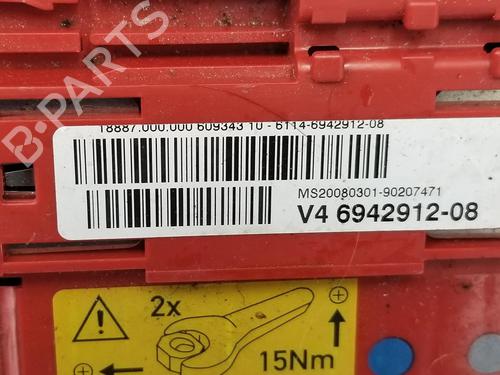 18887.000.000 609343 10 - 6114-6942912-08
MS20080301-90207471
V4 6942912-08
2x
15Nm
B-PARTS